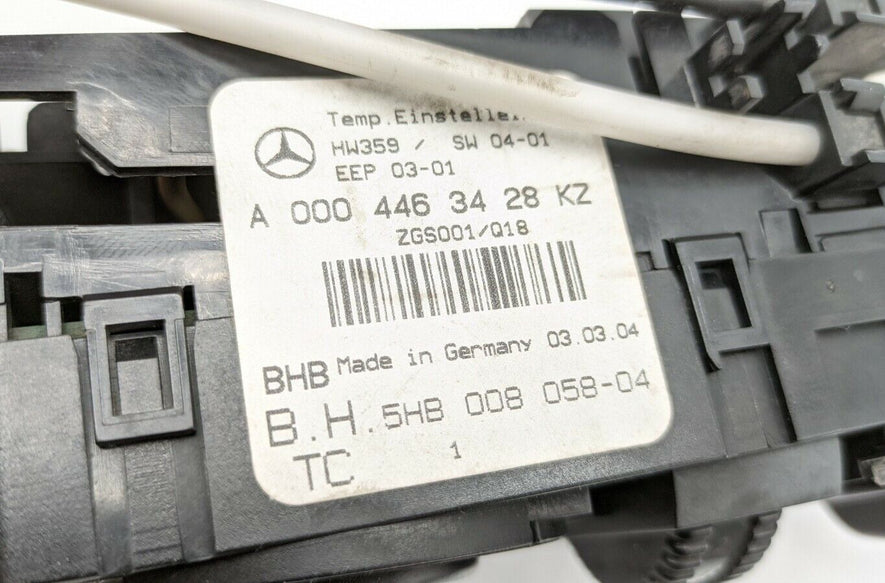 Temp.Einsteller
HW359 / SW 04-01
EEP 03-01
A 000 446 34 28 KZ
ZGS001/Q18
BHB Made in Germany 03.03.04
B.H. 5HB 008 058-04
TC 1